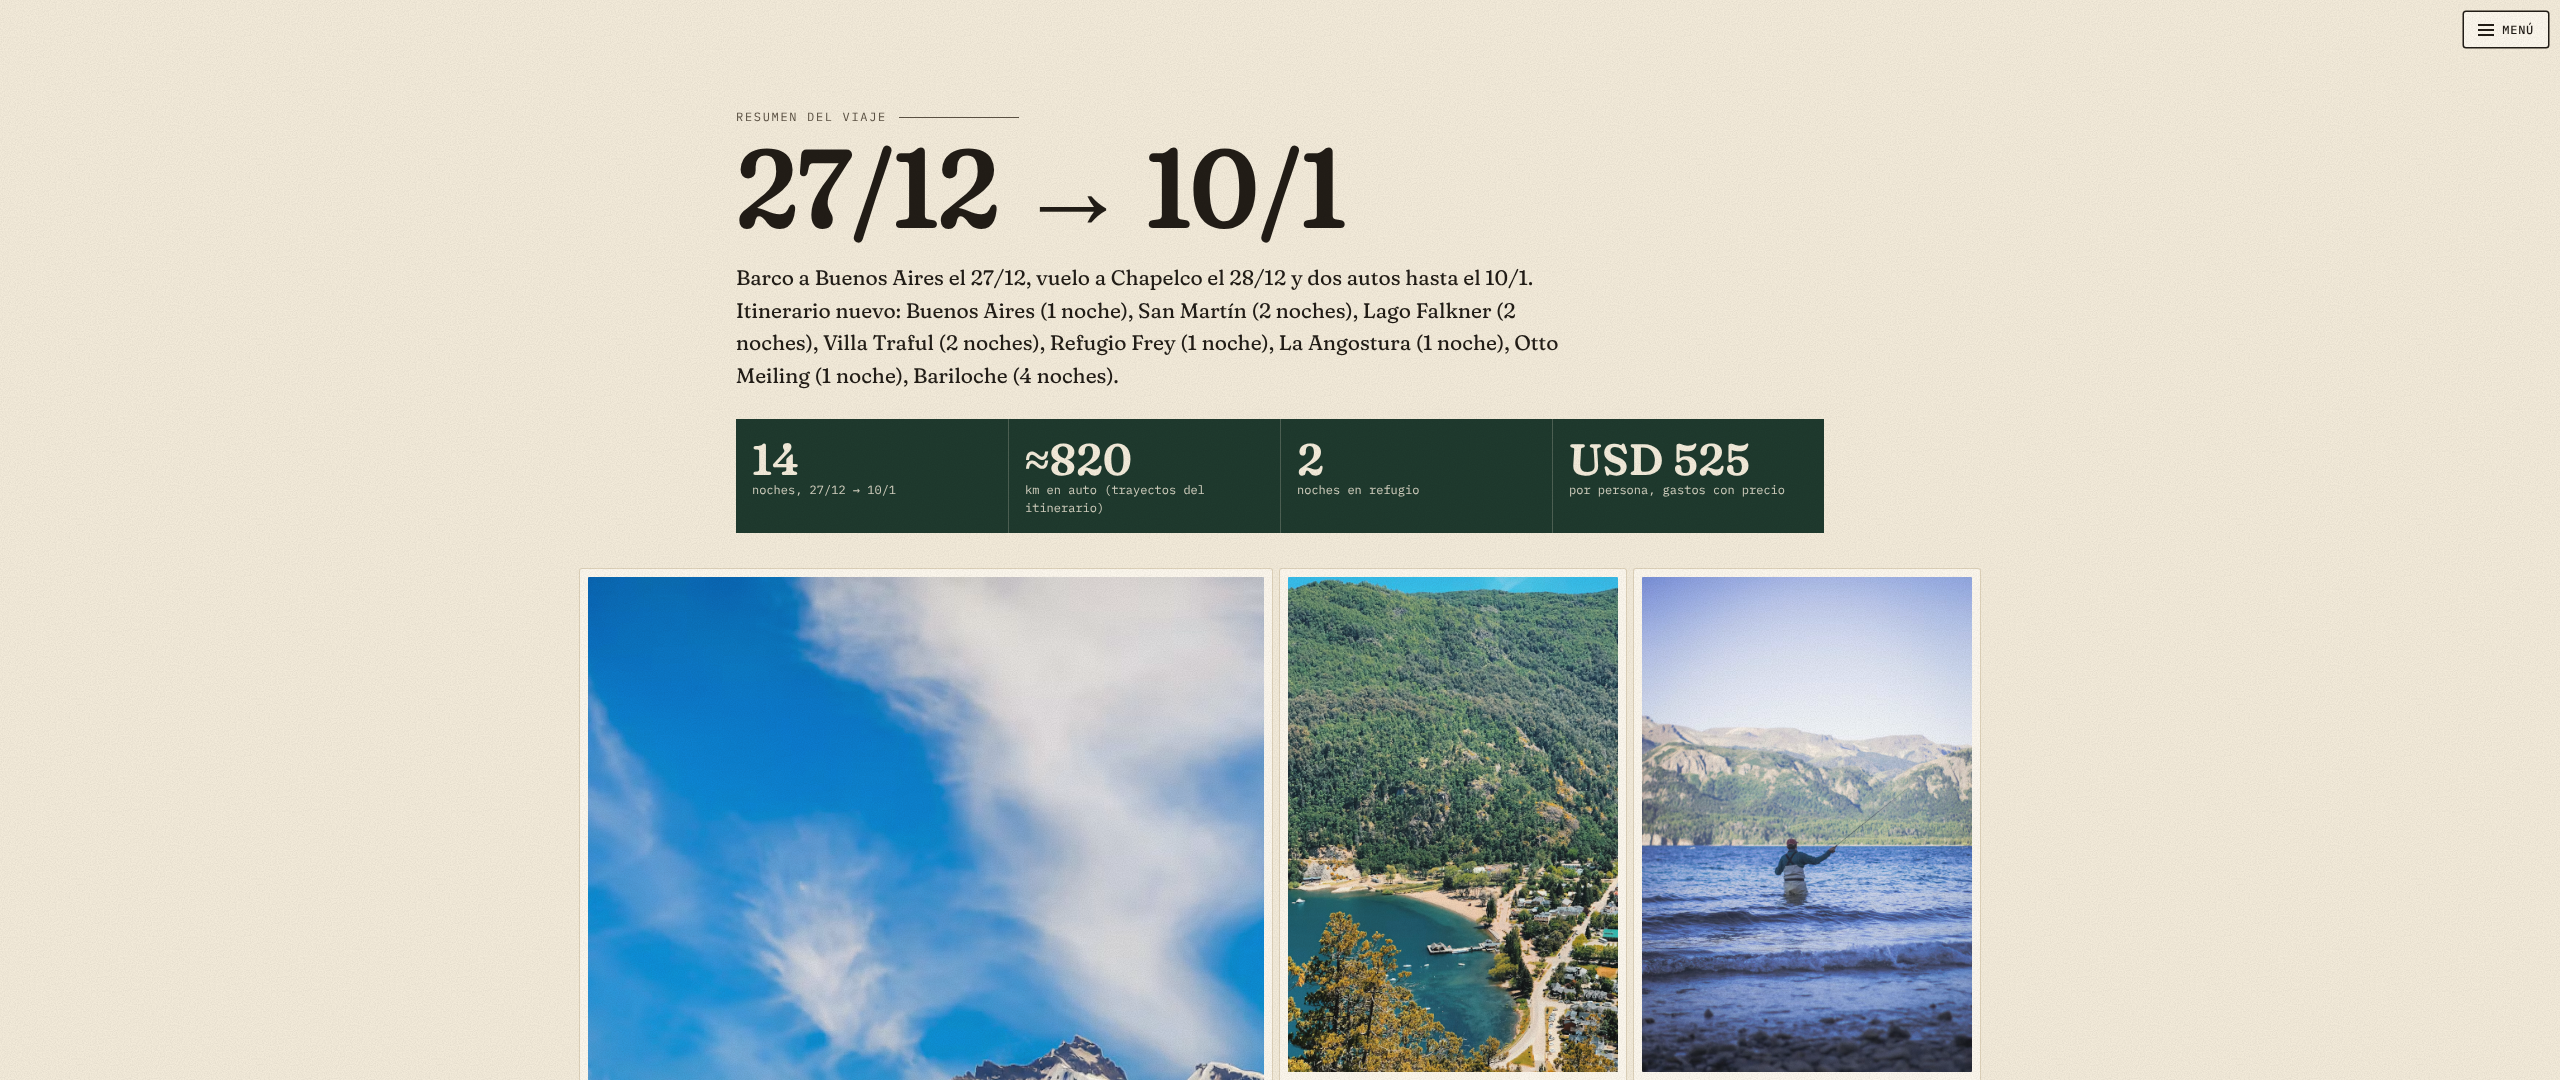 MENÚ
RESUMEN DEL VIAJE
27/12 → 10/1
Barco a Buenos Aires el 27/12, vuelo a Chapelco el 28/12 y dos autos hasta el 10/1.
Itinerario nuevo: Buenos Aires (1 noche), San Martín (2 noches), Lago Falkner (2
noches), Villa Traful (2 noches), Refugio Frey (1 noche), La Angostura (1 noche), Otto
Meiling (1 noche), Bariloche (4 noches).
14
noches, 27/12 → 10/1
≈820
km en auto (trayectos del
itinerario)
2
noches en refugio
USD 525
por persona, gastos con precio